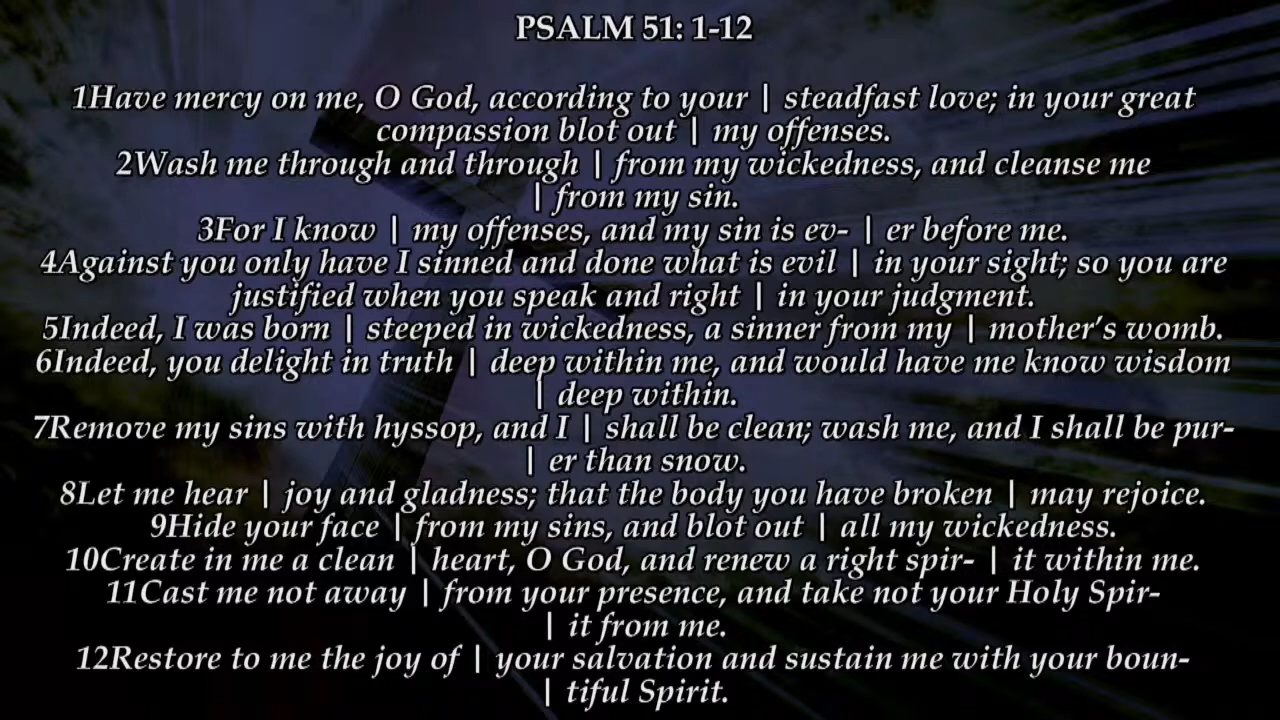 PSALM 51: 1-12
1Have mercy on me, O God, according to your | steadfast love; in your great
compassion blot out | my offenses.
2Wash me through and through | from my wickedness, and cleanse me
| from my sin.
3For I know | my offenses, and my sin is ev- | er before me.
4Against you only have I sinned and done what is evil | in your sight; so you are
justified when you speak and right | in your judgment.
5Indeed, I was born | steeped in wickedness, a sinner from my | mother’s womb.
6Indeed, you delight in truth | deep within me, and would have me know wisdom
| deep within.
7Remove my sins with hyssop, and I | shall be clean; wash me, and I shall be pur-
| er than snow.
8Let me hear | joy and gladness; that the body you have broken | may rejoice.
9Hide your face | from my sins, and blot out | all my wickedness.
10Create in me a clean | heart, O God, and renew a right spir- | it within me.
11Cast me not away | from your presence, and take not your Holy Spir-
| it from me.
12Restore to me the joy of | your salvation and sustain me with your boun-
| tiful Spirit.